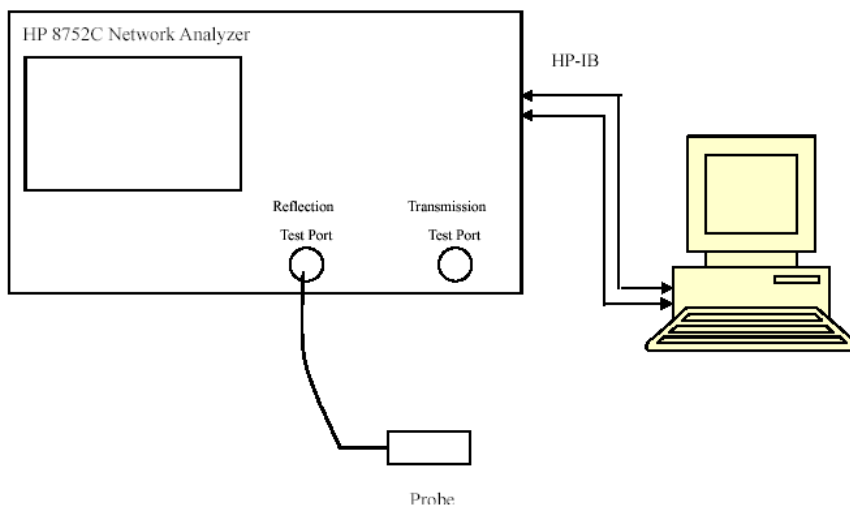 HP 8752C Network Analyzer
HP-IB
Reflection
Test Port
Transmission
Test Port
Probe